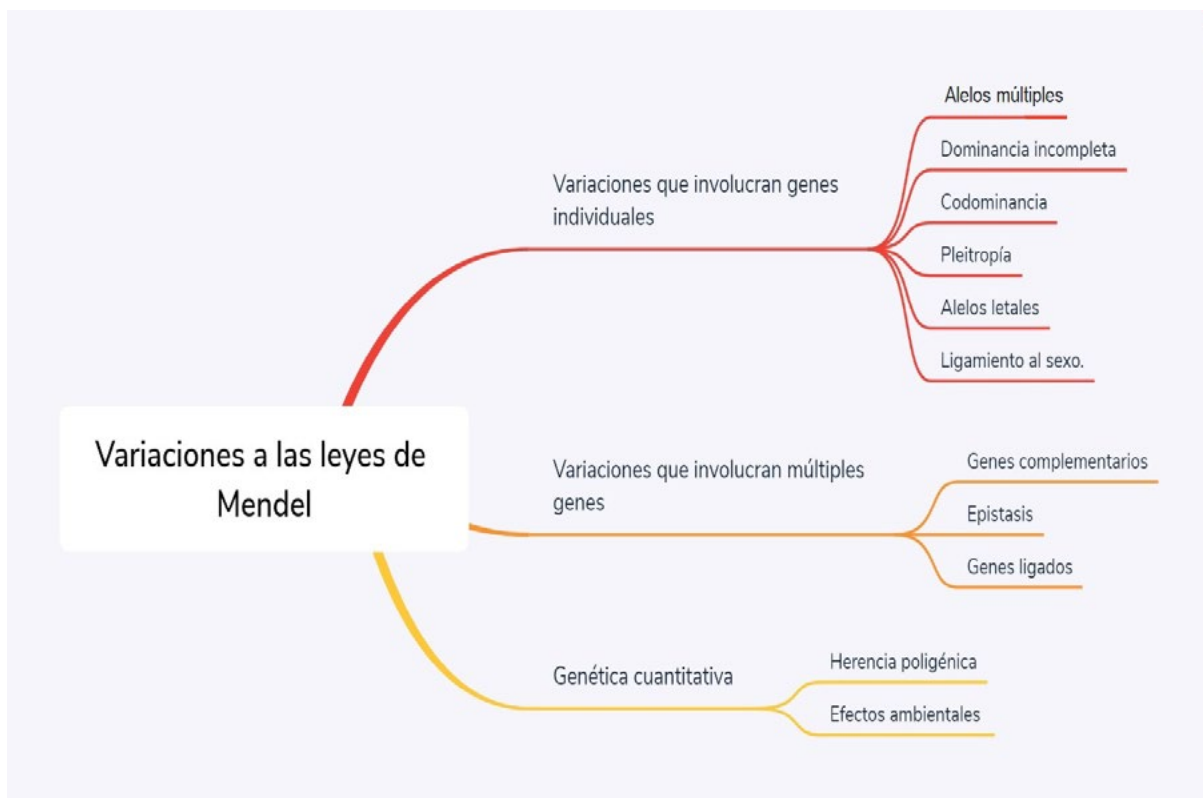 Variaciones a las leyes de
Mendel
Variaciones que involucran genes
individuales
Alelos múltiples
Dominancia incompleta
Codominancia
Pleitropía
Alelos letales
Ligamiento al sexo.
Variaciones que involucran múltiples
genes
Genes complementarios
Epistasis
Genes ligados
Genética cuantitativa
Herencia poligénica
Efectos ambientales